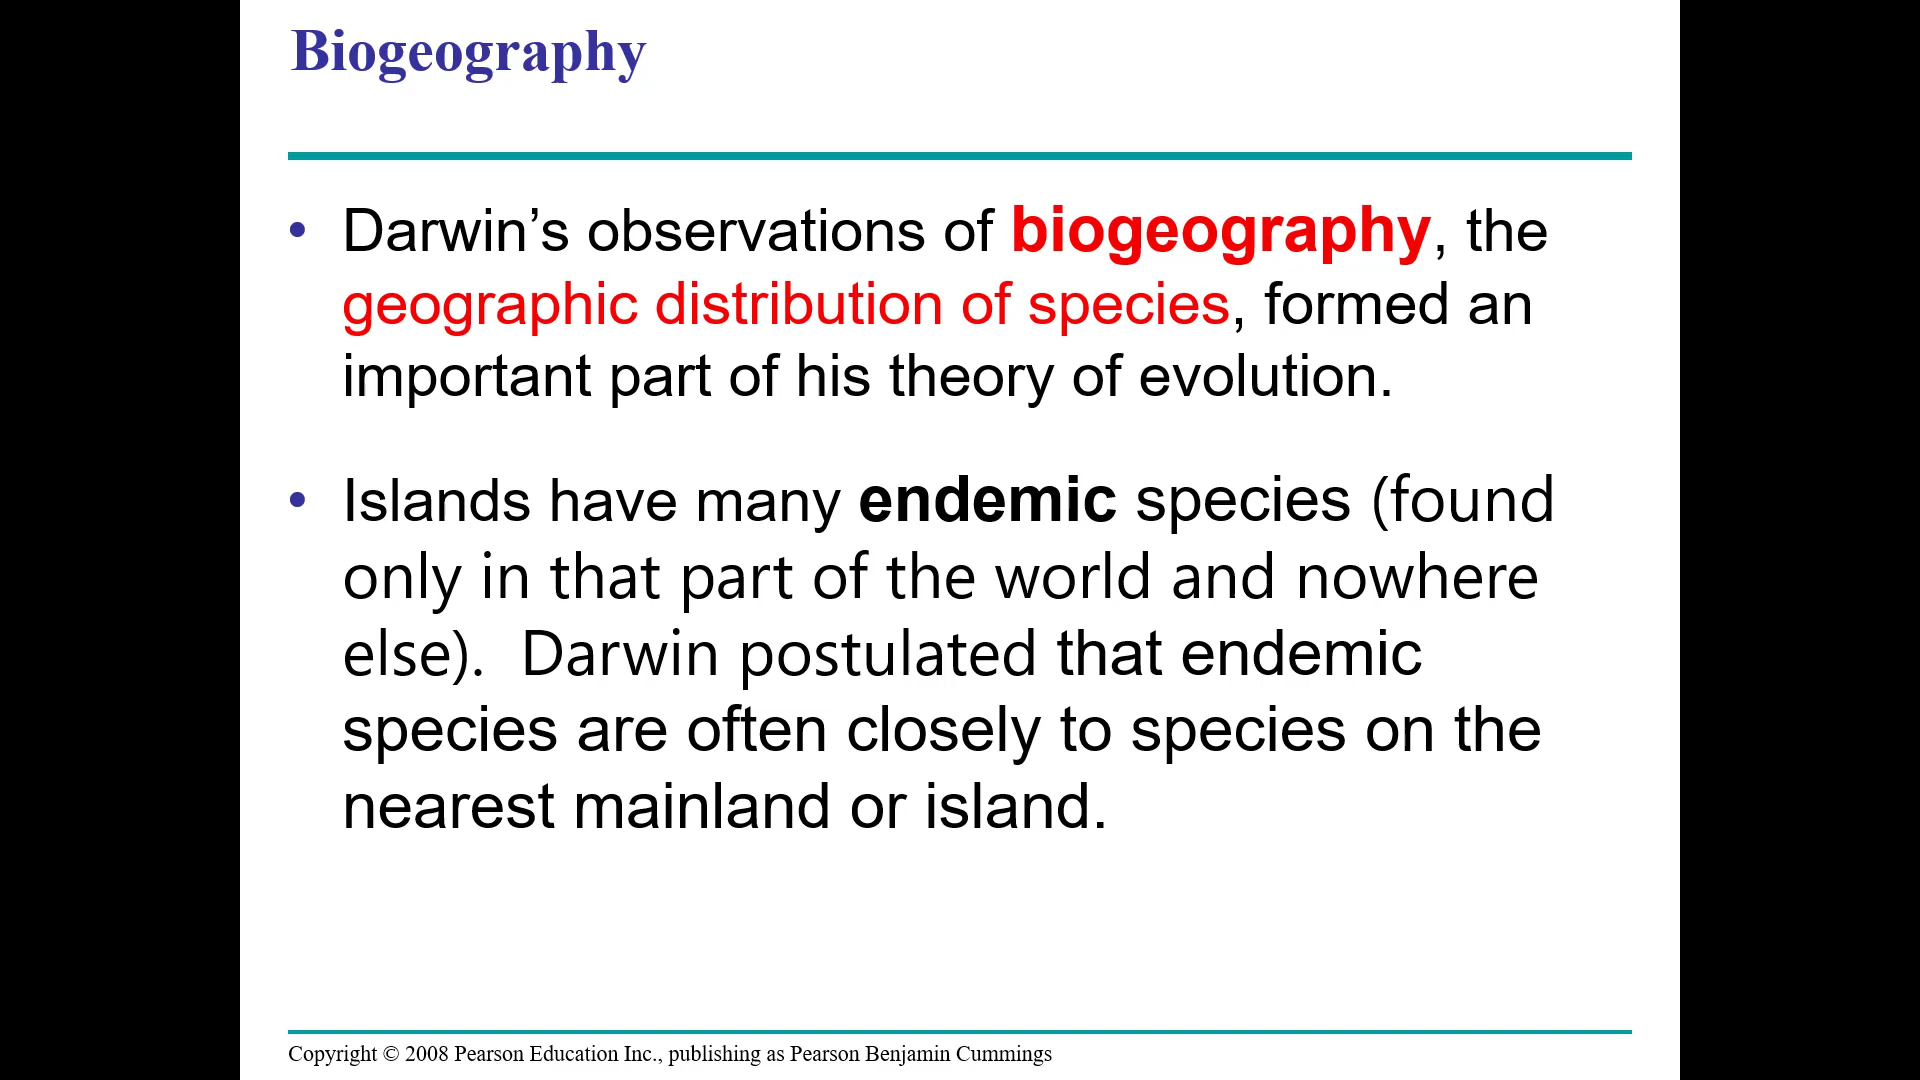 Biogeography
• Darwin’s observations of biogeography, the
geographic distribution of species, formed an
important part of his theory of evolution.
• Islands have many endemic species (found
only in that part of the world and nowhere
else).  Darwin postulated that endemic
species are often closely to species on the
nearest mainland or island.
Copyright © 2008 Pearson Education Inc., publishing as Pearson Benjamin Cummings